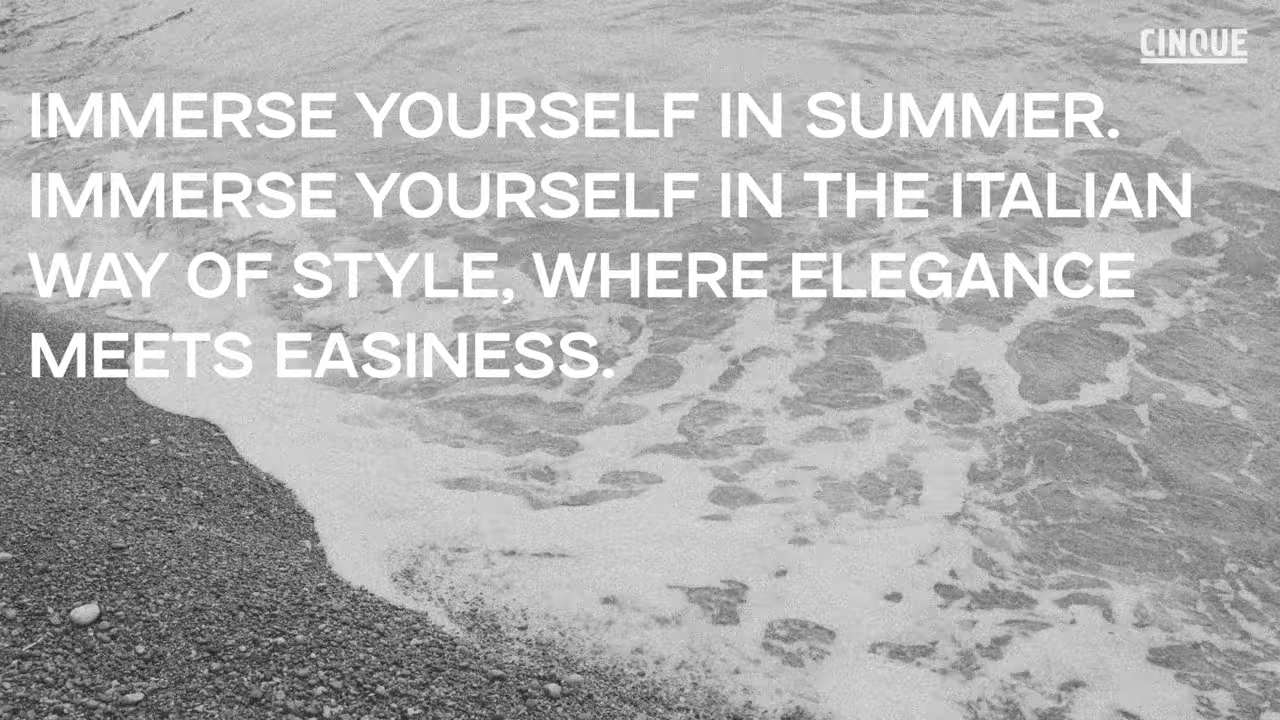 CINQUE
IMMERSE YOURSELF IN SUMMER.
IMMERSE YOURSELF IN THE ITALIAN
WAY OF STYLE, WHERE ELEGANCE
MEETS EASINESS.